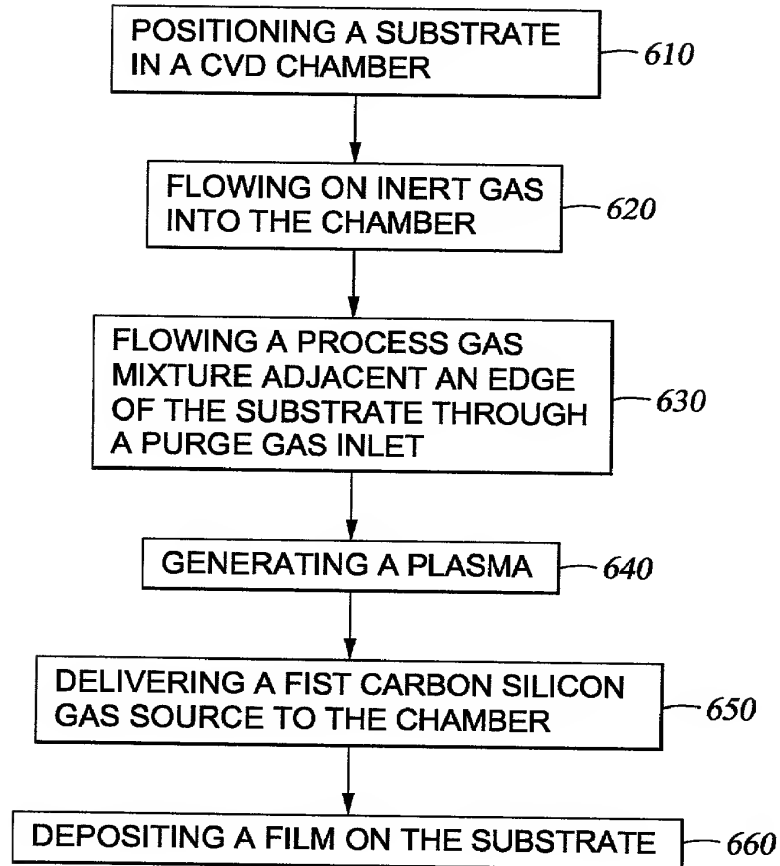 POSITIONING A SUBSTRATE
IN A CVD CHAMBER
610
FLOWING ON INERT GAS
INTO THE CHAMBER
620
FLOWING A PROCESS GAS
MIXTURE ADJACENT AN EDGE
OF THE SUBSTRATE THROUGH
A PURGE GAS INLET
630
GENERATING A PLASMA
640
DELIVERING A FIST CARBON SILICON
GAS SOURCE TO THE CHAMBER
650
DEPOSITING A FILM ON THE SUBSTRATE
660